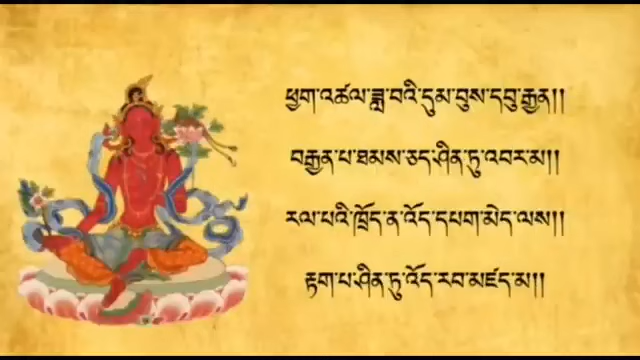 ཕྱག་འཚལ་ཟླ་བའི་དུམ་བུས་དབུ་རྒྱན།།
བརྒྱན་པ་ཐམས་ཅད་ཤིན་ཏུ་འབར་མ།།
རལ་པའི་ཁྲོད་ན་འོད་དཔག་མེད་ལས།།
རྟག་པ་ཤིན་ཏུ་འོད་རབ་མཛད་མ།།